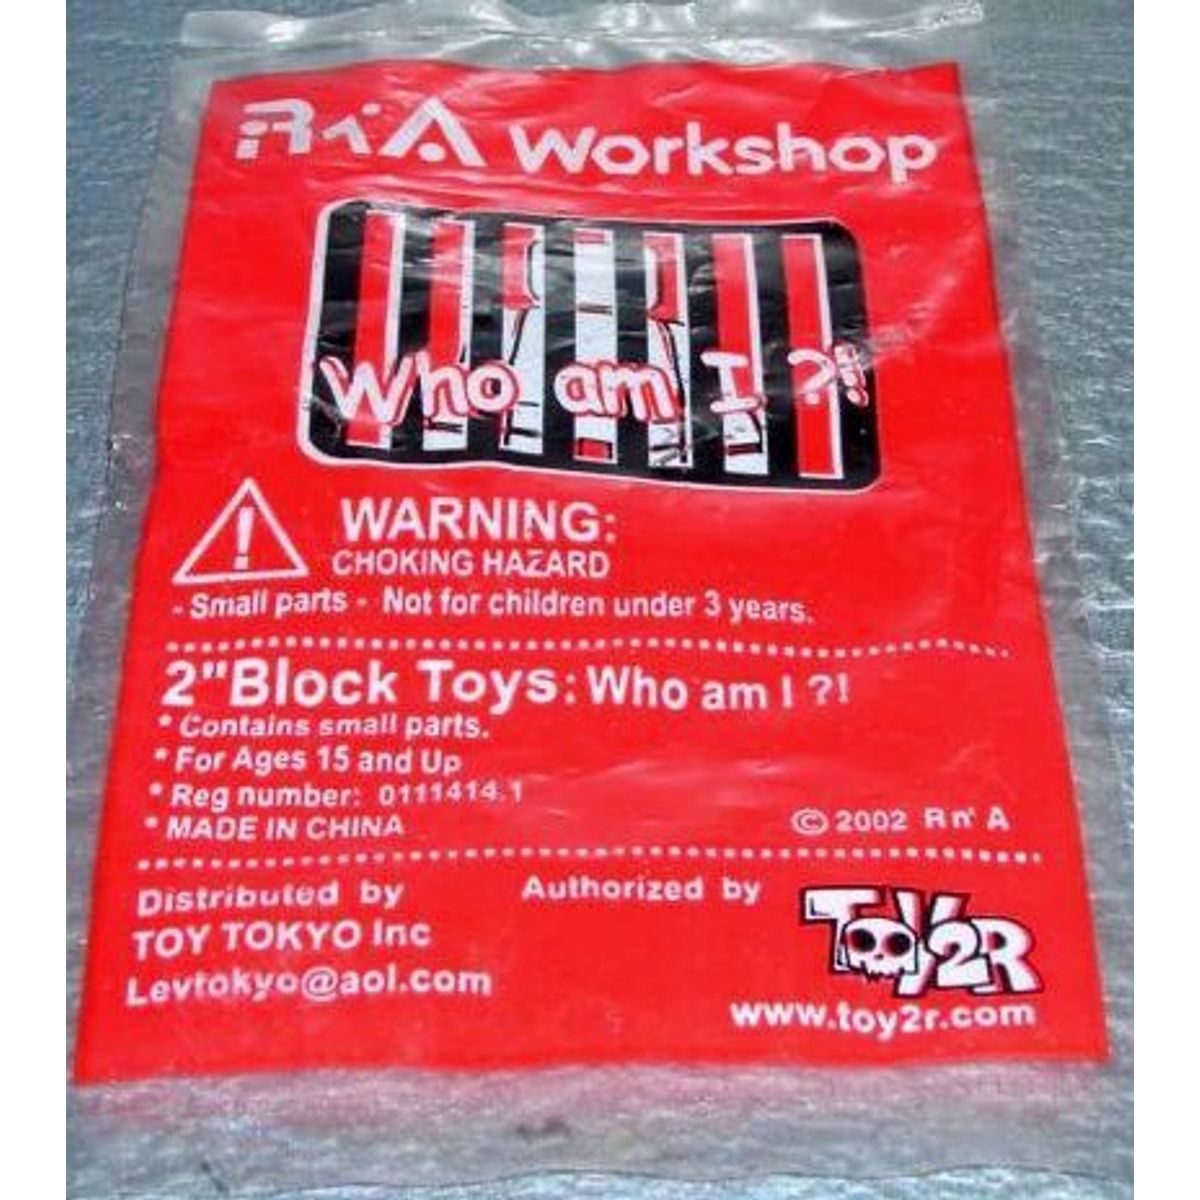 Rn'A Workshop
Who am I ?!
! WARNING:
CHOKING HAZARD
- Small parts - Not for children under 3 years.
2"Block Toys: Who am I ?!
* Contains small parts.
* For Ages 15 and Up
* Reg number: 0111414.1
* MADE IN CHINA
© 2002 R n' A
Distributed by
TOY TOKYO Inc
Levtokyo@aol.com
Authorized by
TOY2R
www.toy2r.com